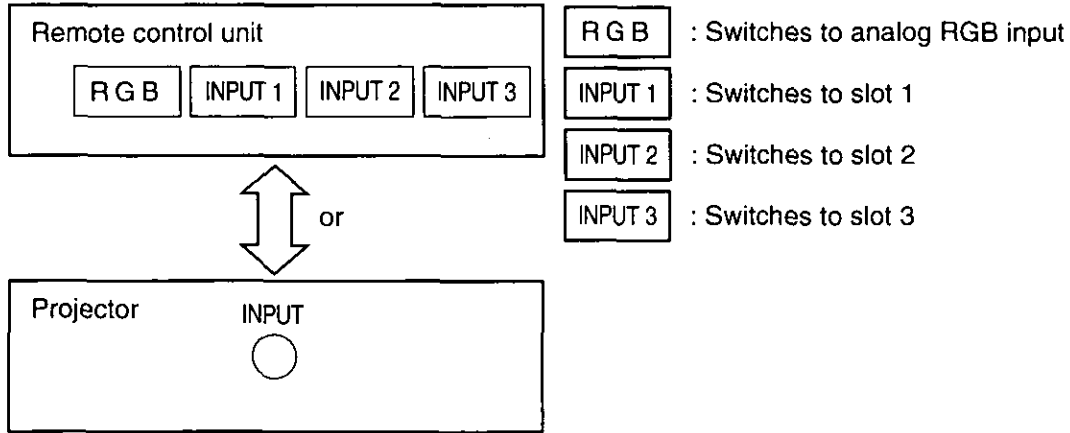 Remote control unit
RGB INPUT 1 INPUT 2 INPUT 3
RGB : Switches to analog RGB input
INPUT 1 : Switches to slot 1
INPUT 2 : Switches to slot 2
INPUT 3 : Switches to slot 3
or
Projector
INPUT